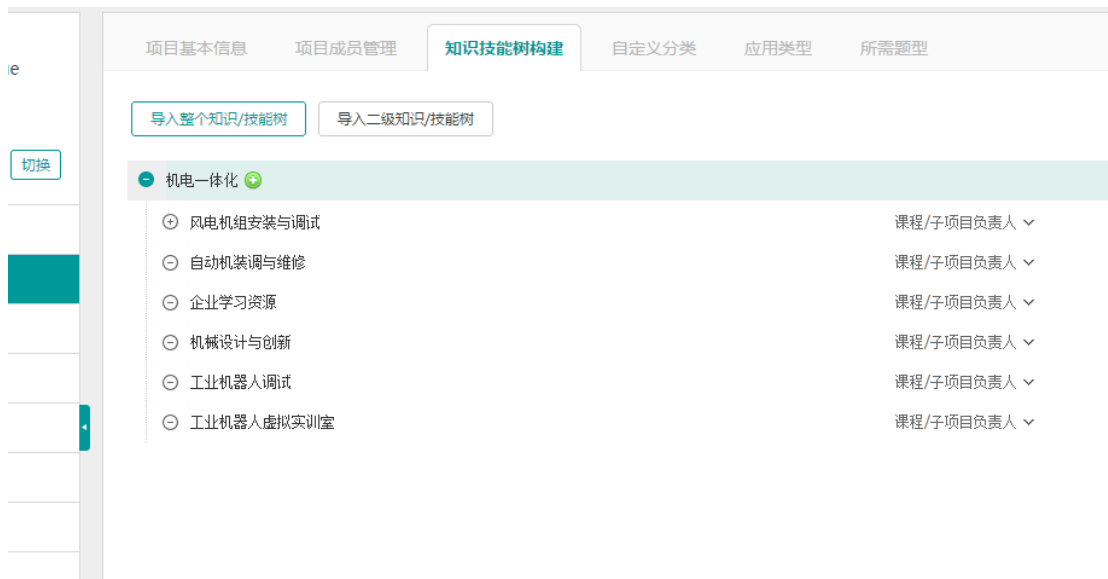 项目基本信息 项目成员管理 知识技能树构建 自定义分类 应用类型 所需题型
导入整个知识/技能树 导入二级知识/技能树
切换
机电一体化
风电机组安装与调试 课程/子项目负责人
自动机装调与维修 课程/子项目负责人
企业学习资源 课程/子项目负责人
机械设计与创新 课程/子项目负责人
工业机器人调试 课程/子项目负责人
工业机器人虚拟实训室 课程/子项目负责人